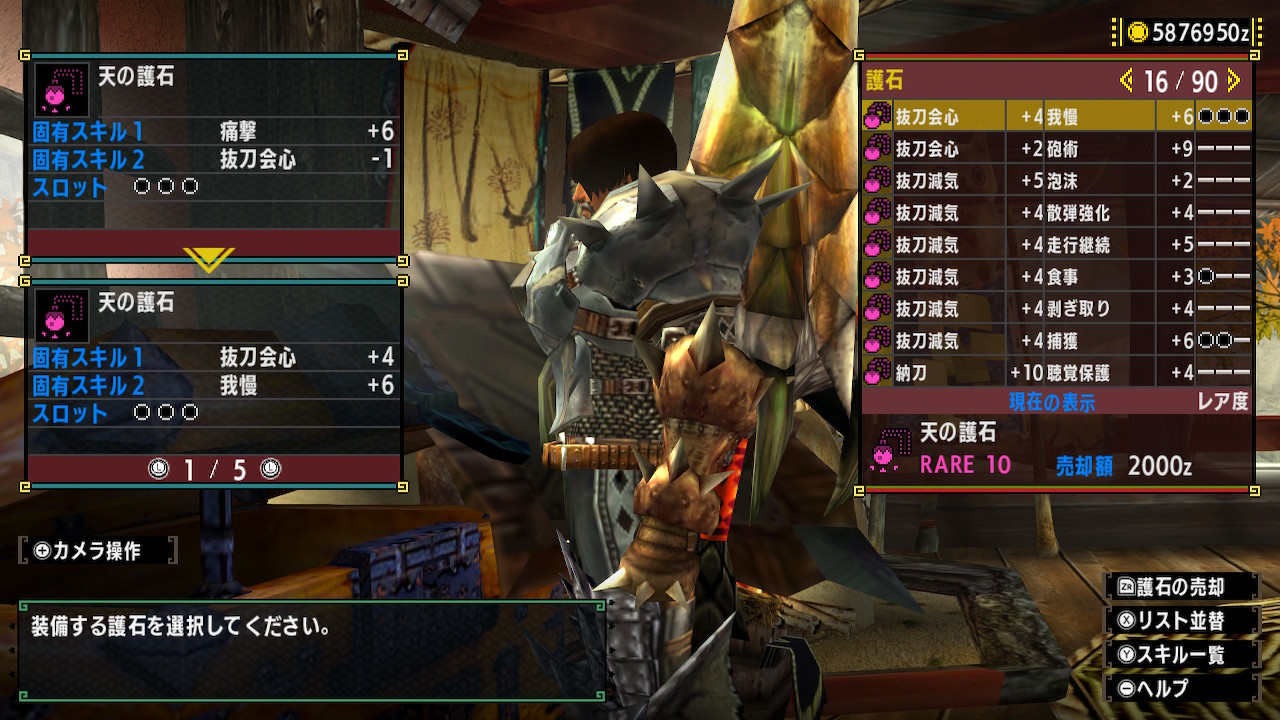 5876950z
天の護石
固有スキル1 痛撃 +6
固有スキル2 抜刀会心 -1
スロット ○○○
天の護石
固有スキル1 抜刀会心 +4
固有スキル2 我慢 +6
スロット ○○○
1 / 5
カメラ操作
装備する護石を選択してください。
護石 16 / 90
抜刀会心 +4 我慢 +6 ●●●
抜刀会心 +2 砲術 +9 ―――
抜刀減気 +5 泡沫 +2 ―――
抜刀減気 +4 散弾強化 +4 ―――
抜刀減気 +4 走行継続 +5 ―――
抜刀減気 +4 食事 +3 ○――
抜刀減気 +4 剥ぎ取り +4 ―――
抜刀減気 +4 捕獲 +6 ○○―
納刀 +10 聴覚保護 +4 ―――
現在の表示 レア度
天の護石
RARE 10 売却額 2000z
ZR 護石の売却
X リスト並替
Y スキル一覧
ヘルプ